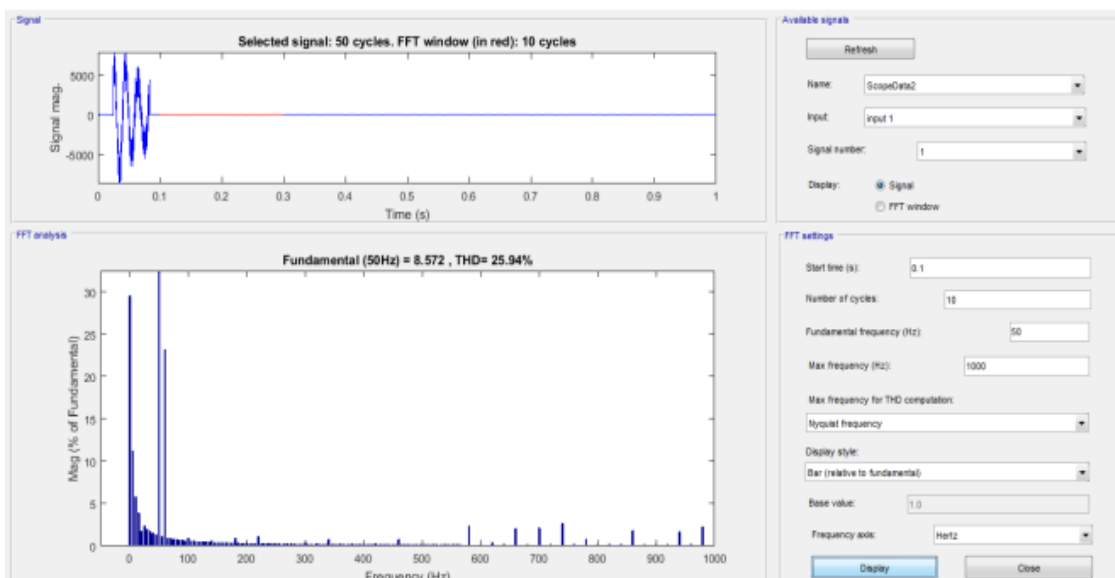 Signal
Selected signal: 50 cycles. FFT window (in red): 10 cycles
5000
0
-5000
Signal mag.
0 0.1 0.2 0.3 0.4 0.5 0.6 0.7 0.8 0.9 1
Time (s)
Available signals
Refresh
Name: ScopeData2
Input: input 1
Signal number: 1
Display: Signal
FFT window
FFT analysis
Fundamental (50Hz) = 8.572 , THD= 25.94%
30
25
20
15
10
5
0
Mag (% of Fundamental)
0 100 200 300 400 500 600 700 800 900 1000
Frequency (Hz)
FFT settings
Start time (s): 0.1
Number of cycles: 10
Fundamental frequency (Hz): 50
Max frequency (Hz): 1000
Max frequency for THD computation:
Nyquist frequency
Display style:
Bar (relative to fundamental)
Base value: 1.0
Frequency axis: Hertz
Display Close